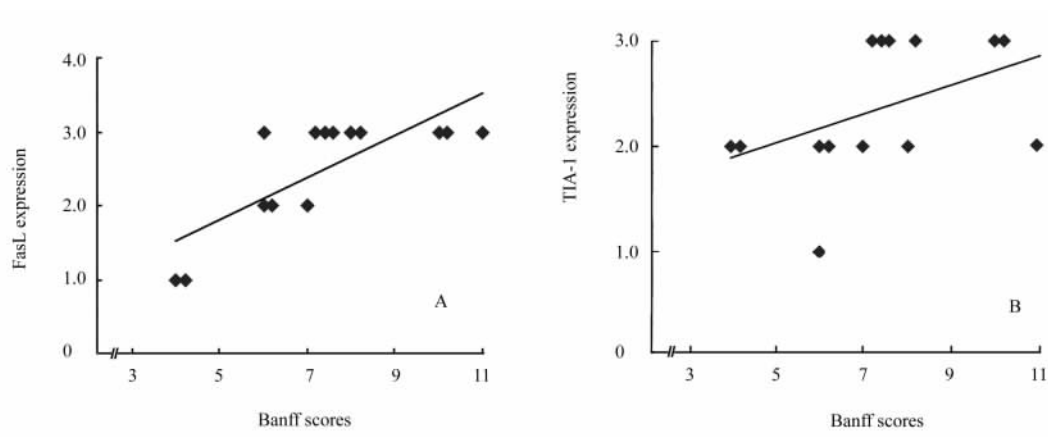 4.0
3.0
2.0
1.0
0
3 5 7 9 11
FasL expression
Banff scores
A
3.0
2.0
1.0
0
3 5 7 9 11
TIA-1 expression
Banff scores
B